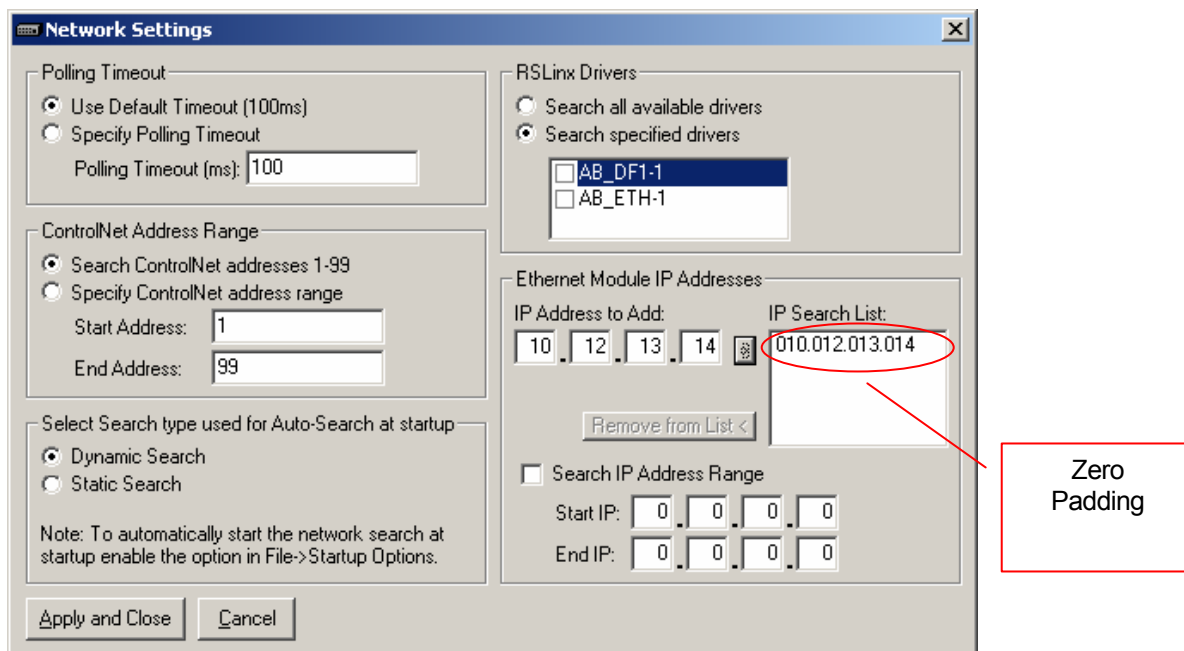 Network Settings
Polling Timeout
Use Default Timeout (100ms)
Specify Polling Timeout
Polling Timeout (ms): 100
ControlNet Address Range
Search ControlNet addresses 1-99
Specify ControlNet address range
Start Address: 1
End Address: 99
Select Search type used for Auto-Search at startup
Dynamic Search
Static Search
Note: To automatically start the network search at
startup enable the option in File->Startup Options.
Apply and Close Cancel
RSLinx Drivers
Search all available drivers
Search specified drivers
AB_DF1-1
AB_ETH-1
Ethernet Module IP Addresses
IP Address to Add: IP Search List:
10 . 12 . 13 . 14 010.012.013.014
Remove from List <
Search IP Address Range
Start IP: 0 . 0 . 0 . 0
End IP: 0 . 0 . 0 . 0
Zero
Padding